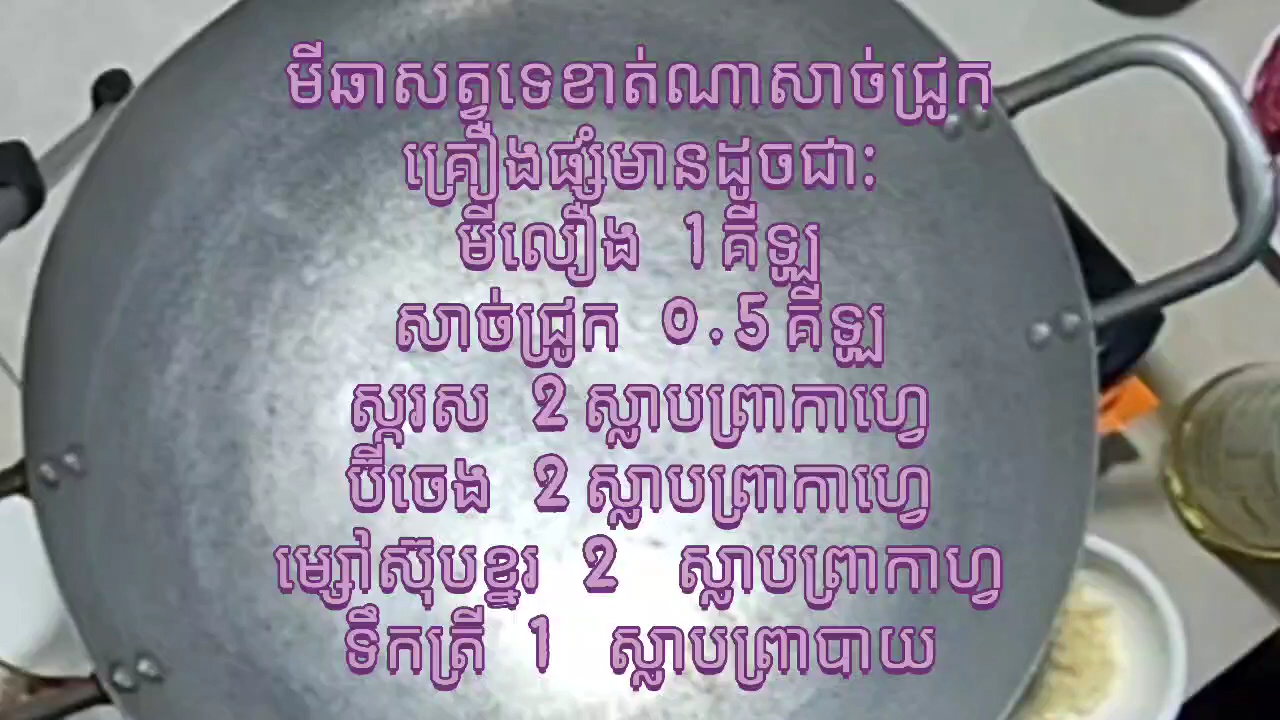 មីឆាសត្វទេខាត់ណាសាច់ជ្រូក
គ្រឿងផ្សំមានដូចជា:
មីលឿង 1គីឡូ
សាច់ជ្រូក 0.5គីឡូ
ស្ករស 2ស្លាបព្រាកាហ្វេ
ប៊ីចេង 2ស្លាបព្រាកាហ្វេ
ម្សៅស៊ុបខ្នរ 2 ស្លាបព្រាកាហ្វ
ទឹកត្រី 1 ស្លាបព្រាបាយ